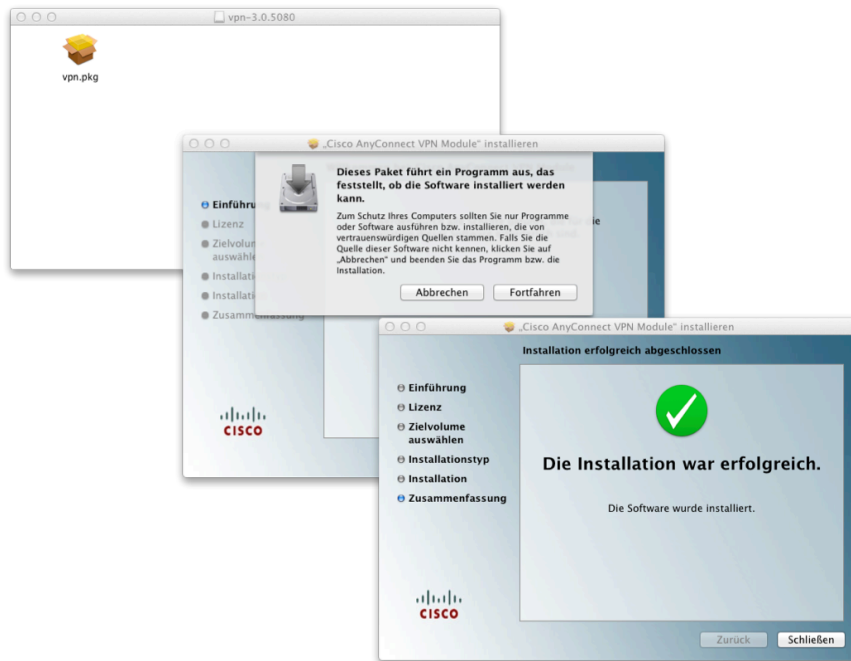 vpn-3.0.5080
vpn.pkg
„Cisco AnyConnect VPN Module“ installieren
Dieses Paket führt ein Programm aus, das
feststellt, ob die Software installiert werden
kann.
Zum Schutz Ihres Computers sollten Sie nur Programme
oder Software ausführen bzw. installieren, die von
vertrauenswürdigen Quellen stammen. Falls Sie die
Quelle dieser Software nicht kennen, klicken Sie auf
„Abbrechen“ und beenden Sie das Programm bzw. die
Installation.
Abbrechen
Fortfahren
Einführu
Lizenz
Zielvolum
auswähle
Installati
Installati
Zusammenfassung
CISCO
„Cisco AnyConnect VPN Module“ installieren
Installation erfolgreich abgeschlossen
Einführung
Lizenz
Zielvolume
auswählen
Installationstyp
Installation
Zusammenfassung
Die Installation war erfolgreich.
Die Software wurde installiert.
CISCO
Zurück
Schließen